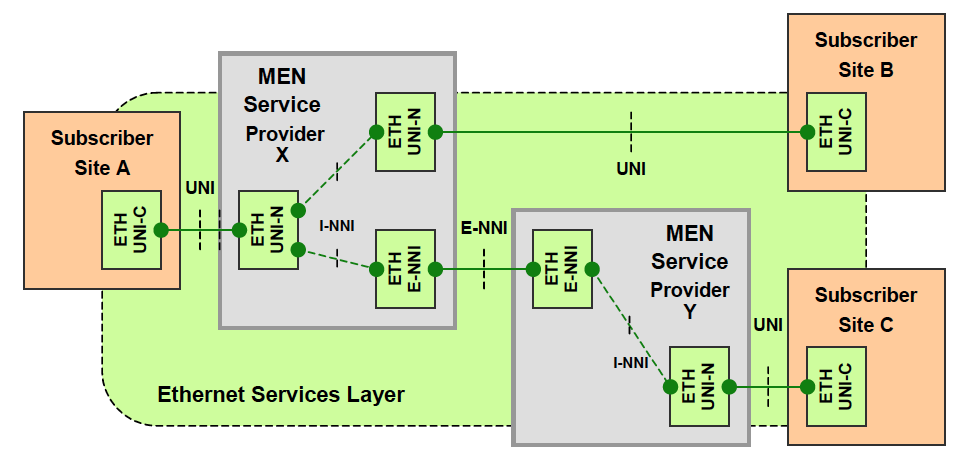 Subscriber
Site A
ETH
UNI-C
UNI
MEN
Service
Provider
X
ETH
UNI-N
ETH
UNI-N
I-NNI
ETH
E-NNI
E-NNI
UNI
Subscriber
Site B
ETH
UNI-C
MEN
Service
Provider
Y
ETH
E-NNI
I-NNI
ETH
UNI-N
UNI
Subscriber
Site C
ETH
UNI-C
Ethernet Services Layer